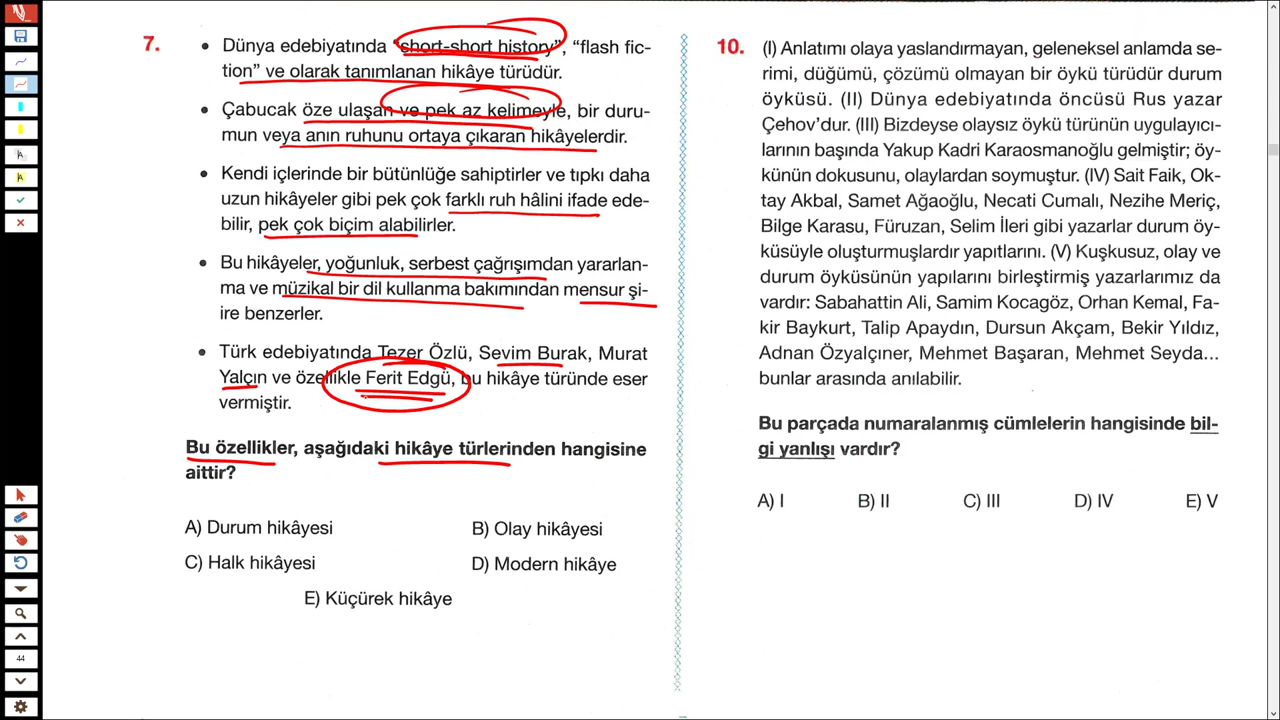 7.
• Dünya edebiyatında “short-short history”, “flash fic-
tion” ve olarak tanımlanan hikâye türüdür.
• Çabucak öze ulaşan ve pek az kelimeyle, bir duru-
mun veya anın ruhunu ortaya çıkaran hikâyelerdir.
• Kendi içlerinde bir bütünlüğe sahiptirler ve tıpkı daha
uzun hikâyeler gibi pek çok farklı ruh hâlini ifade ede-
bilir, pek çok biçim alabilirler.
• Bu hikâyeler, yoğunluk, serbest çağrışımdan yararlan-
ma ve müzikal bir dil kullanma bakımından mensur şi-
ire benzerler.
• Türk edebiyatında Tezer Özlü, Sevim Burak, Murat
Yalçın ve özellikle Ferit Edgü, bu hikâye türünde eser
vermiştir.
Bu özellikler, aşağıdaki hikâye türlerinden hangisine
aittir?
A) Durum hikâyesi B) Olay hikâyesi
C) Halk hikâyesi D) Modern hikâye
E) Küçürek hikâye
10. (I) Anlatımı olaya yaslandırmayan, geleneksel anlamda se-
rimi, düğümü, çözümü olmayan bir öykü türüdür durum
öyküsü. (II) Dünya edebiyatında öncüsü Rus yazar
Çehov’dur. (III) Bizdeyse olaysız öykü türünün uygulayıcı-
larının başında Yakup Kadri Karaosmanoğlu gelmiştir; öy-
künün dokusunu, olaylardan soymuştur. (IV) Sait Faik, Ok-
tay Akbal, Samet Ağaoğlu, Necati Cumalı, Nezihe Meriç,
Bilge Karasu, Füruzan, Selim İleri gibi yazarlar durum öy-
küsüyle oluşturmuşlardır yapıtlarını. (V) Kuşkusuz, olay ve
durum öyküsünün yapılarını birleştirmiş yazarlarımız da
vardır: Sabahattin Ali, Samim Kocagöz, Orhan Kemal, Fa-
kir Baykurt, Talip Apaydın, Dursun Akçam, Bekir Yıldız,
Adnan Özyalçıner, Mehmet Başaran, Mehmet Seyda...
bunlar arasında anılabilir.
Bu parçada numaralanmış cümlelerin hangisinde bil-
gi yanlışı vardır?
A) I B) II C) III D) IV E) V
44